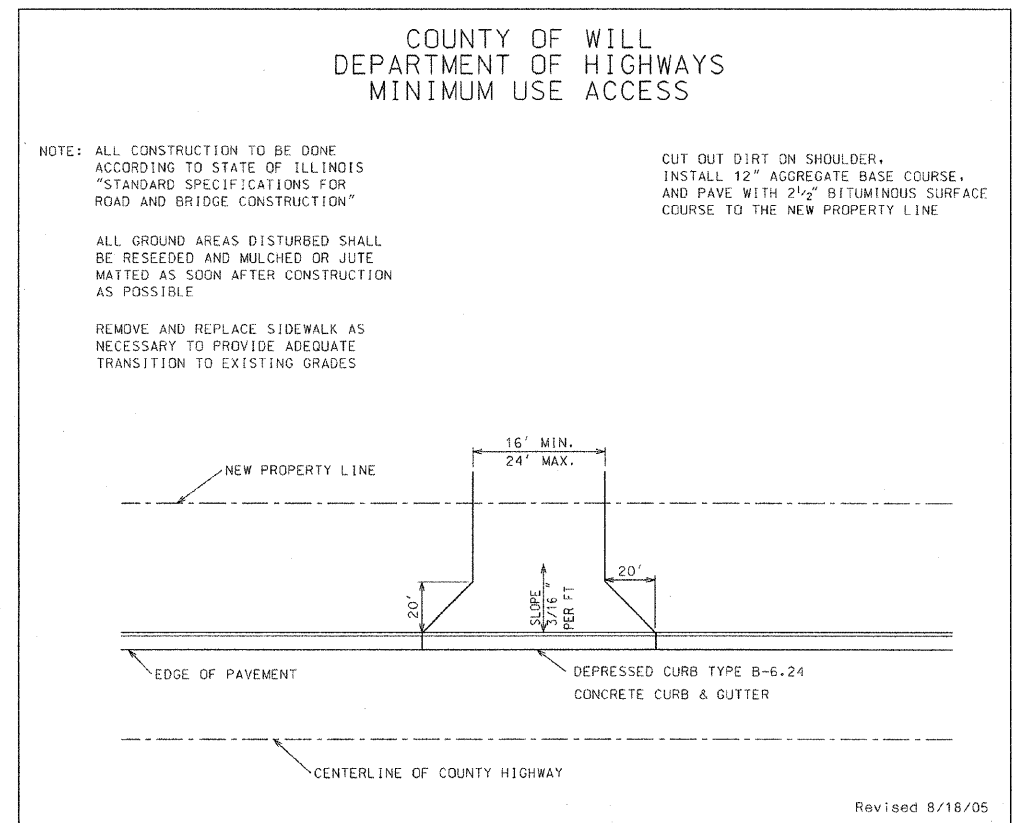 COUNTY OF WILL
DEPARTMENT OF HIGHWAYS
MINIMUM USE ACCESS
NOTE: ALL CONSTRUCTION TO BE DONE
ACCORDING TO STATE OF ILLINOIS
"STANDARD SPECIFICATIONS FOR
ROAD AND BRIDGE CONSTRUCTION"
ALL GROUND AREAS DISTURBED SHALL
BE RESEEDED AND MULCHED OR JUTE
MATTED AS SOON AFTER CONSTRUCTION
AS POSSIBLE
REMOVE AND REPLACE SIDEWALK AS
NECESSARY TO PROVIDE ADEQUATE
TRANSITION TO EXISTING GRADES
CUT OUT DIRT ON SHOULDER,
INSTALL 12" AGGREGATE BASE COURSE,
AND PAVE WITH 2 1/2" BITUMINOUS SURFACE
COURSE TO THE NEW PROPERTY LINE
16' MIN.
24' MAX.
NEW PROPERTY LINE
20'
SLOPE
3/16 "
PER FT
20'
EDGE OF PAVEMENT
DEPRESSED CURB TYPE B-6.24
CONCRETE CURB & GUTTER
CENTERLINE OF COUNTY HIGHWAY
Revised 8/18/05